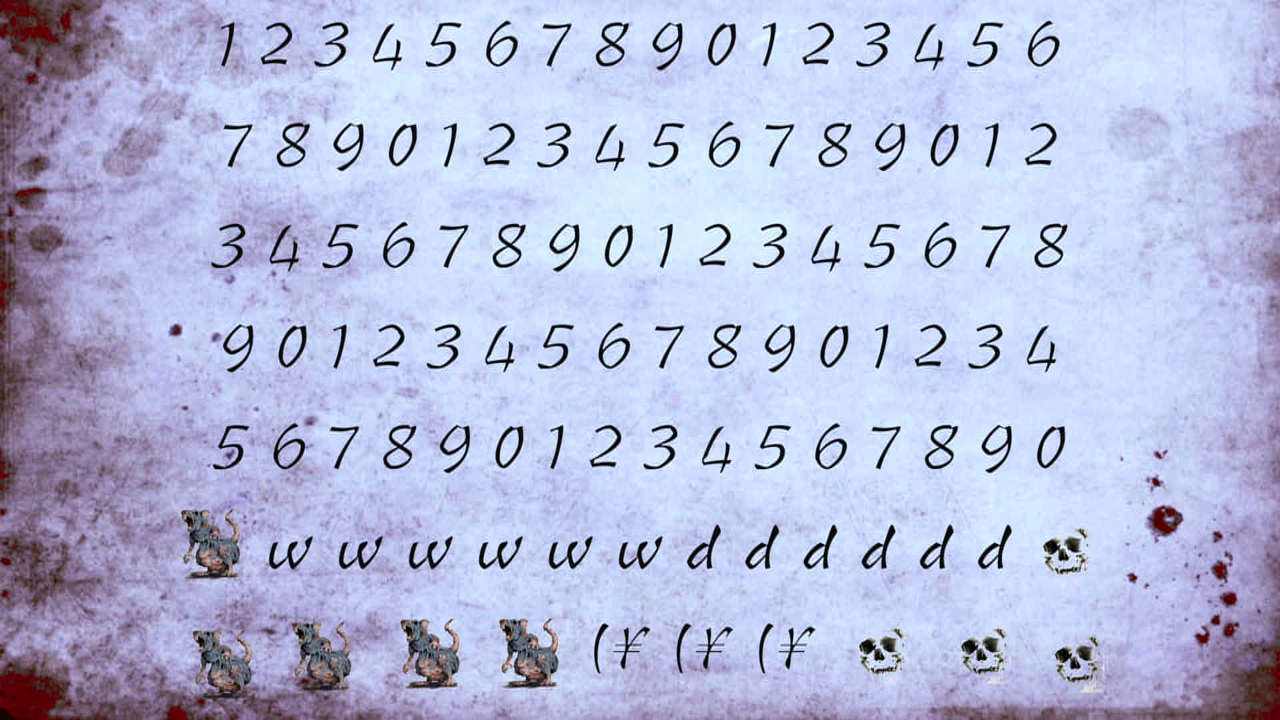 1 2 3 4 5 6 7 8 9 0 1 2 3 4 5 6
7 8 9 0 1 2 3 4 5 6 7 8 9 0 1 2
3 4 5 6 7 8 9 0 1 2 3 4 5 6 7 8
9 0 1 2 3 4 5 6 7 8 9 0 1 2 3 4
5 6 7 8 9 0 1 2 3 4 5 6 7 8 9 0
w w w w w w d d d d d d
(¥ (¥ (¥